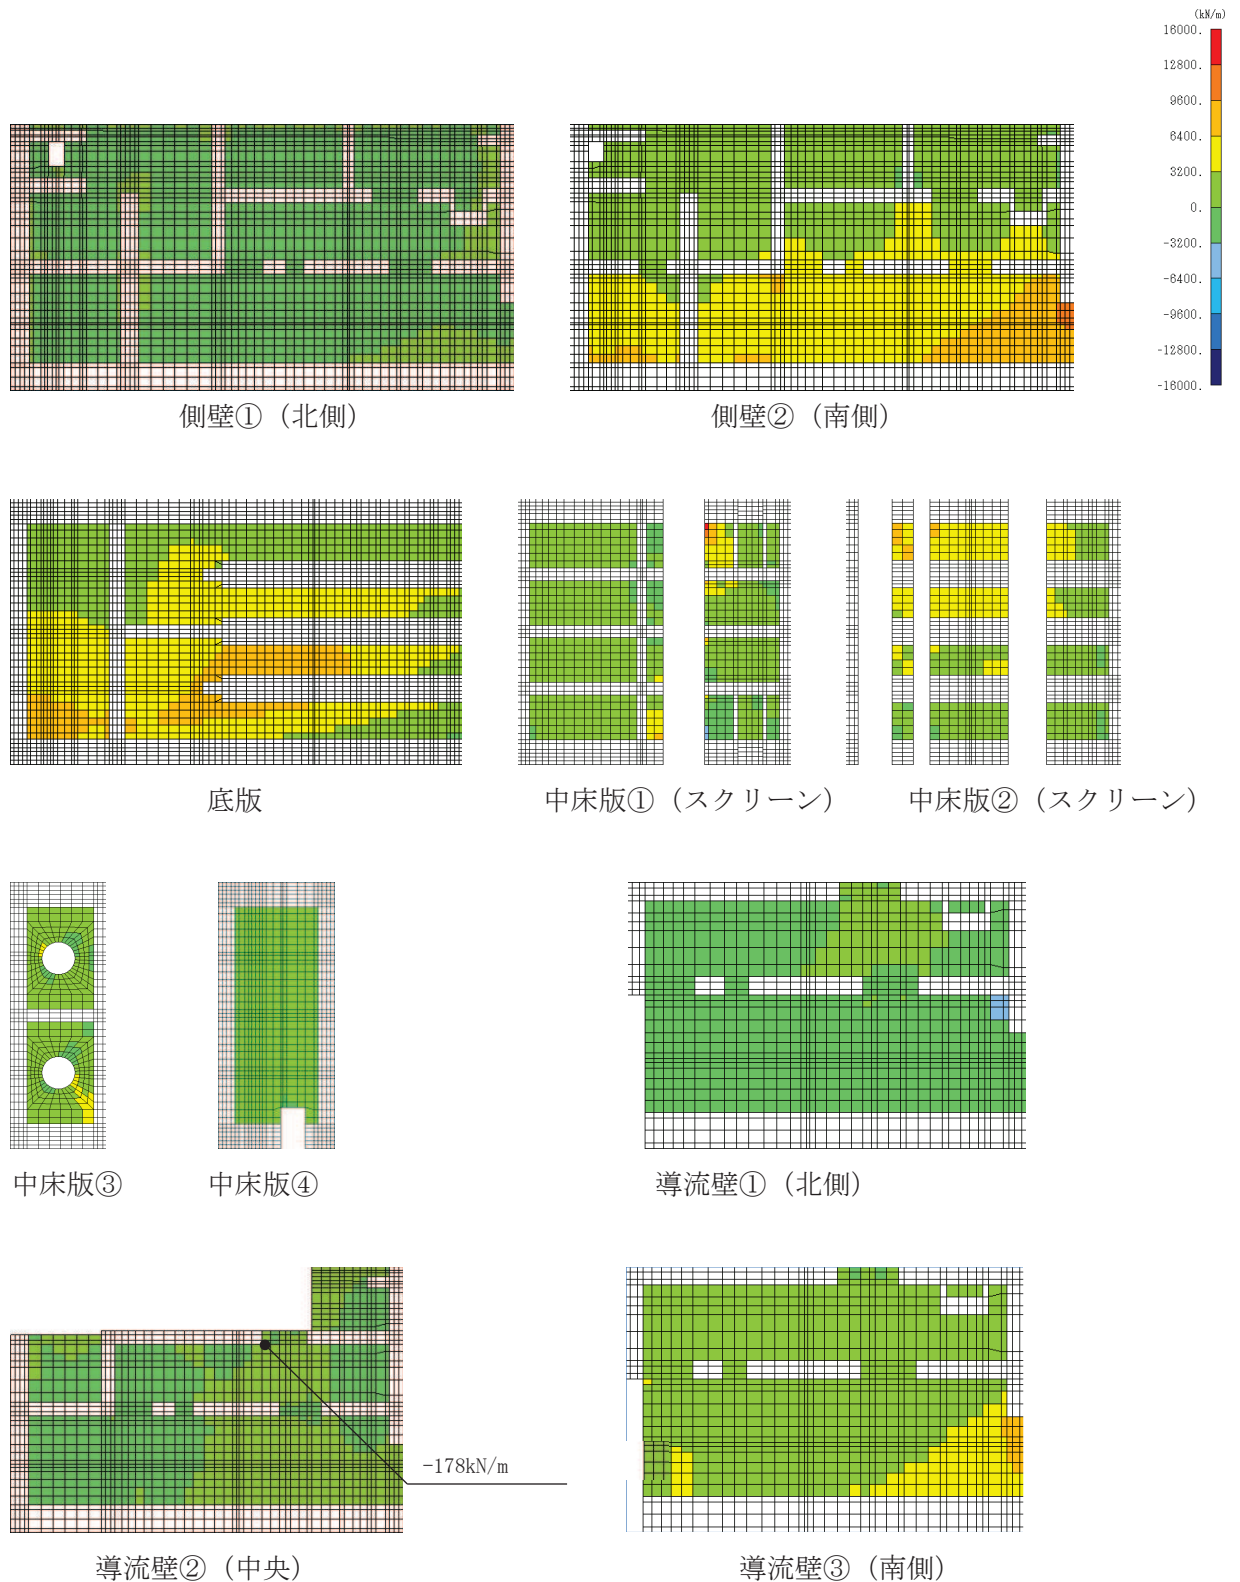 (kN/m)
16000.
12800.
9600.
6400.
3200.
0.
-3200.
-6400.
-9600.
-12800.
-16000.
側壁①（北側）
側壁②（南側）
底版
中床版①（スクリーン）
中床版②（スクリーン）
中床版③
中床版④
導流壁①（北側）
-178kN/m
導流壁②（中央）
導流壁③（南側）